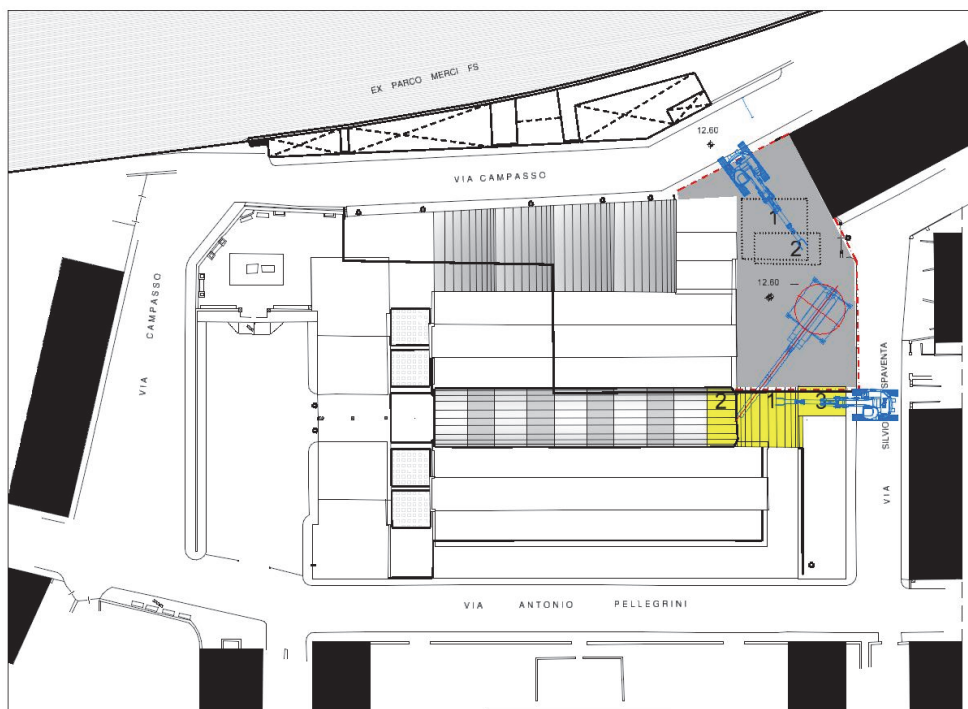 EX PARCO MERCI FS
12.60
VIA CAMPASSO
1
2
12.60
VIA CAMPASSO
2 1 3
VIA SILVIO SPAVENTA
VIA ANTONIO PELLEGRINI